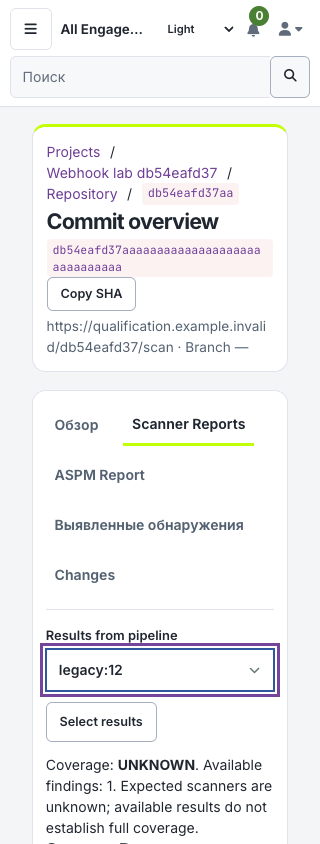 All Engage...
Light
0
Поиск
Projects /
Webhook lab db54eafd37 /
Repository / db54eafd37aa
Commit overview
db54eafd37aaaaaaaaaaaaaaaaaaaa
aaaaaaaaaa
Copy SHA
https://qualification.example.invali
d/db54eafd37/scan · Branch —
Обзор
Scanner Reports
ASPM Report
Выявленные обнаружения
Changes
Results from pipeline
legacy:12
Select results
Coverage: UNKNOWN. Available
findings: 1. Expected scanners are
unknown; available results do not
establish full coverage.